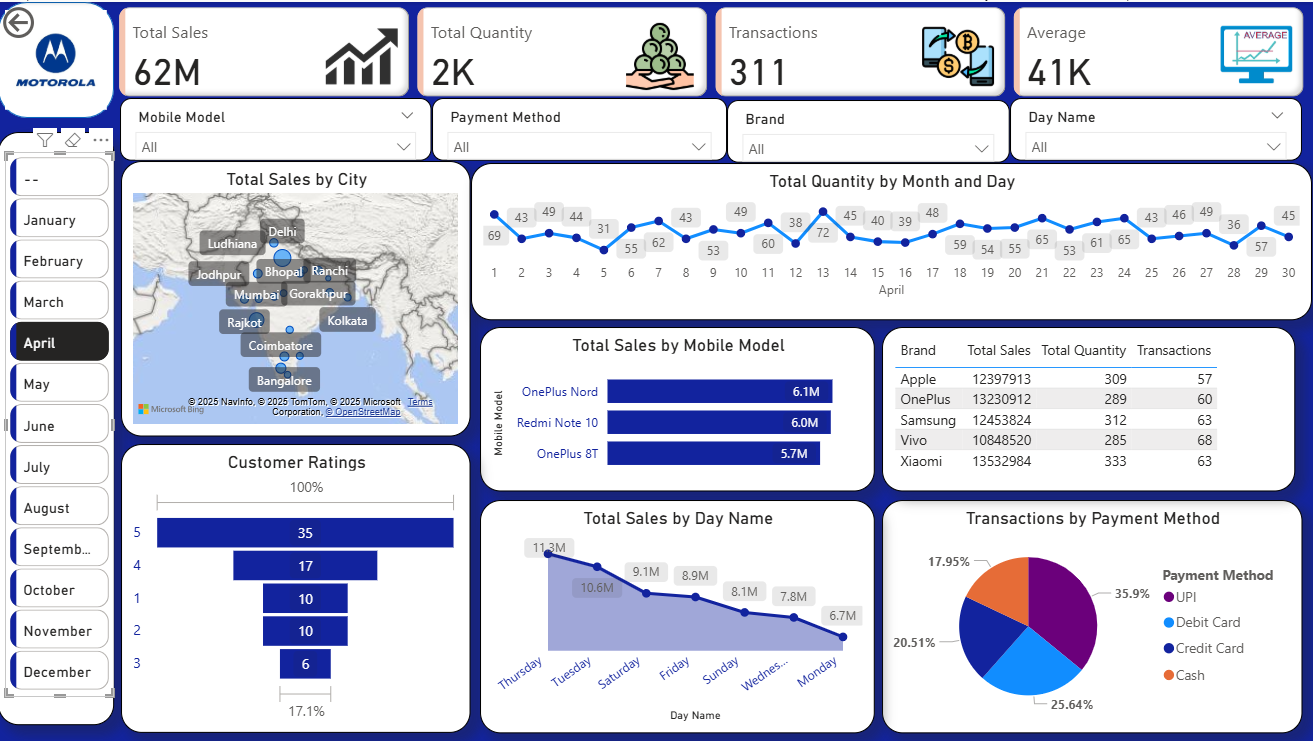 MOTOROLA
Total Sales
62M
Total Quantity
2K
Transactions
311
Average
41K
AVERAGE
Mobile Model
All
Payment Method
All
Brand
All
Day Name
All
--
January
February
March
April
May
June
July
August
Septemb...
October
November
December
Total Sales by City
Delhi
Ludhiana
Jodhpur
Bhopal
Ranchi
Mumbai
Gorakhpur
Rajkot
Kolkata
Coimbatore
Bangalore
© 2025 NavInfo, © 2025 TomTom, © 2025 Microsoft Terms
Microsoft Bing
Corporation, © OpenStreetMap
Total Quantity by Month and Day
69 43 49 44 31 55 62 43 53 49 60 38 72 45 40 39 48 59 54 55 65 53 61 65 43 46 49 36 57 45
1 2 3 4 5 6 7 8 9 10 11 12 13 14 15 16 17 18 19 20 21 22 23 24 25 26 27 28 29 30
April
Total Sales by Mobile Model
Mobile Model
OnePlus Nord 6.1M
Redmi Note 10 6.0M
OnePlus 8T 5.7M
Brand Total Sales Total Quantity Transactions
Apple 12397913 309 57
OnePlus 13230912 289 60
Samsung 12453824 312 63
Vivo 10848520 285 68
Xiaomi 13532984 333 63
Customer Ratings
100%
5 35
4 17
1 10
2 10
3 6
17.1%
Total Sales by Day Name
11.3M
10.6M
9.1M
8.9M
8.1M
7.8M
6.7M
Thursday
Tuesday
Saturday
Friday
Sunday
Wednes...
Monday
Day Name
Transactions by Payment Method
17.95%
35.9%
20.51%
25.64%
Payment Method
UPI
Debit Card
Credit Card
Cash